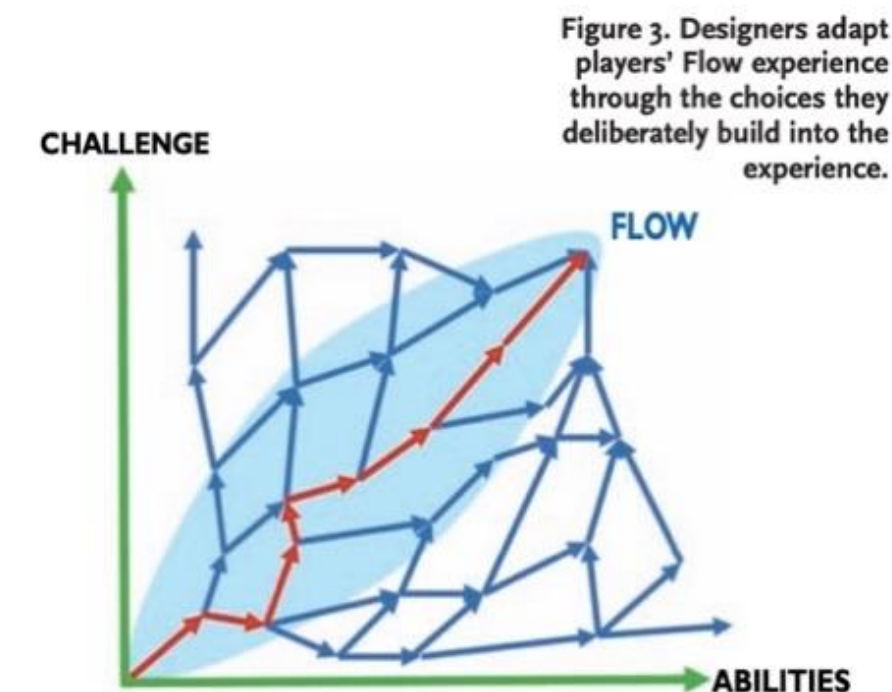 Figure 3. Designers adapt
players' Flow experience
through the choices they
deliberately build into the
experience.
CHALLENGE
FLOW
ABILITIES